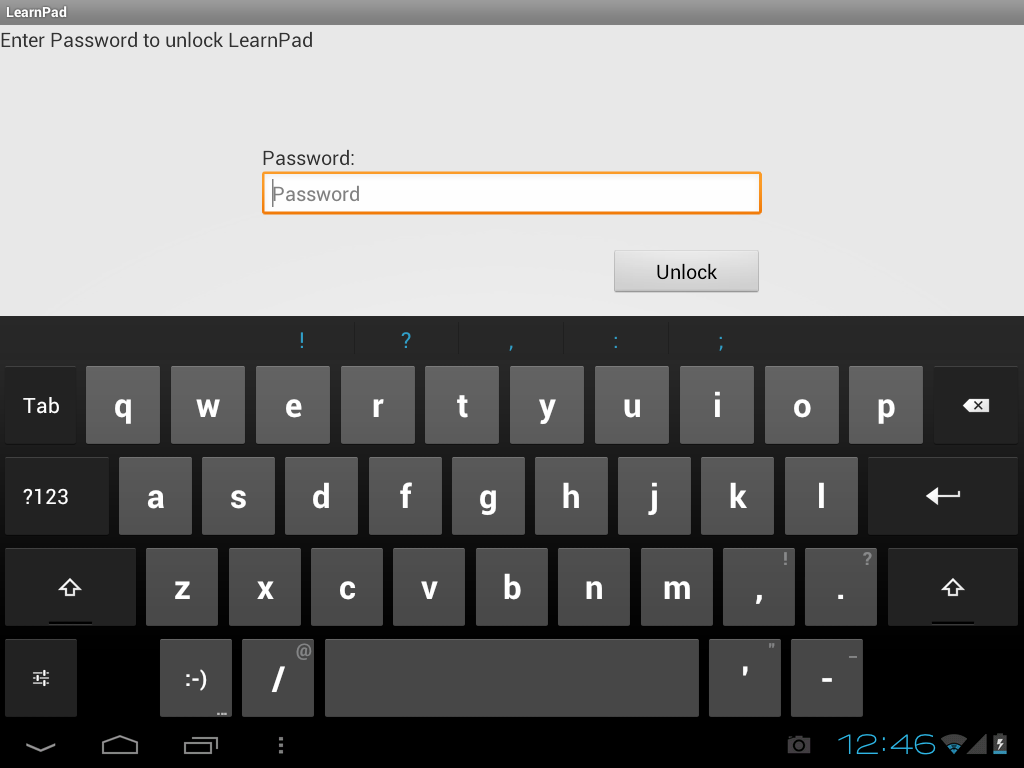 LearnPad
Enter Password to unlock LearnPad
Password:
Password
Unlock
! ? , : ;
Tab q w e r t y u i o p
?123 a s d f g h j k l
z x c v b n m , ! . ?
:-) ... / @ ' " - _
12:46